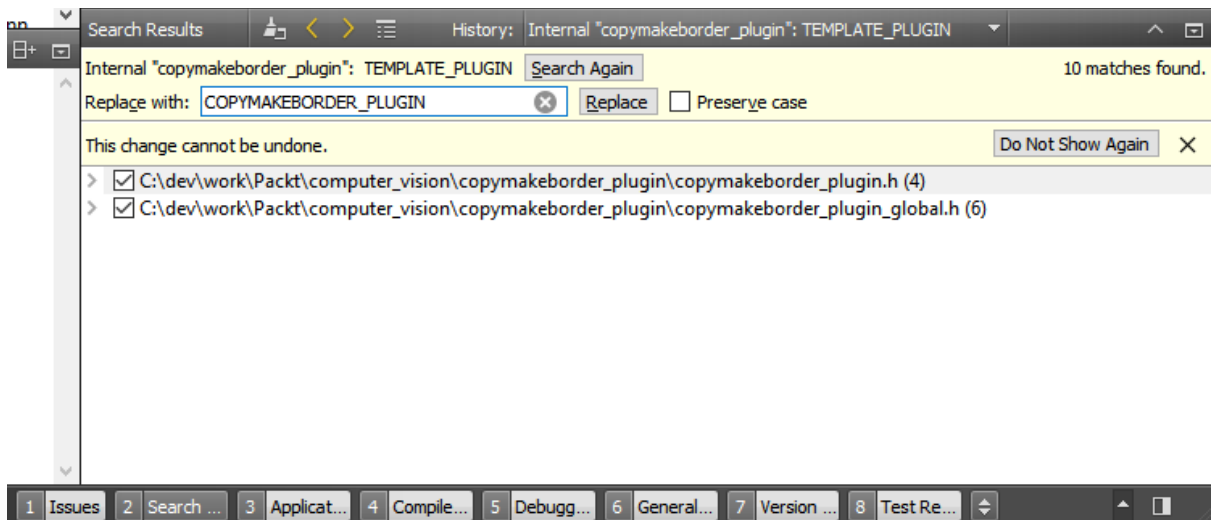 Search Results History: Internal "copymakeborder_plugin": TEMPLATE_PLUGIN
Internal "copymakeborder_plugin": TEMPLATE_PLUGIN Search Again 10 matches found.
Replace with: COPYMAKEBORDER_PLUGIN Replace Preserve case
This change cannot be undone. Do Not Show Again
C:\dev\work\Packt\computer_vision\copymakeborder_plugin\copymakeborder_plugin.h (4)
C:\dev\work\Packt\computer_vision\copymakeborder_plugin\copymakeborder_plugin_global.h (6)
1 Issues 2 Search ... 3 Applicat... 4 Compile... 5 Debugg... 6 General... 7 Version ... 8 Test Re...